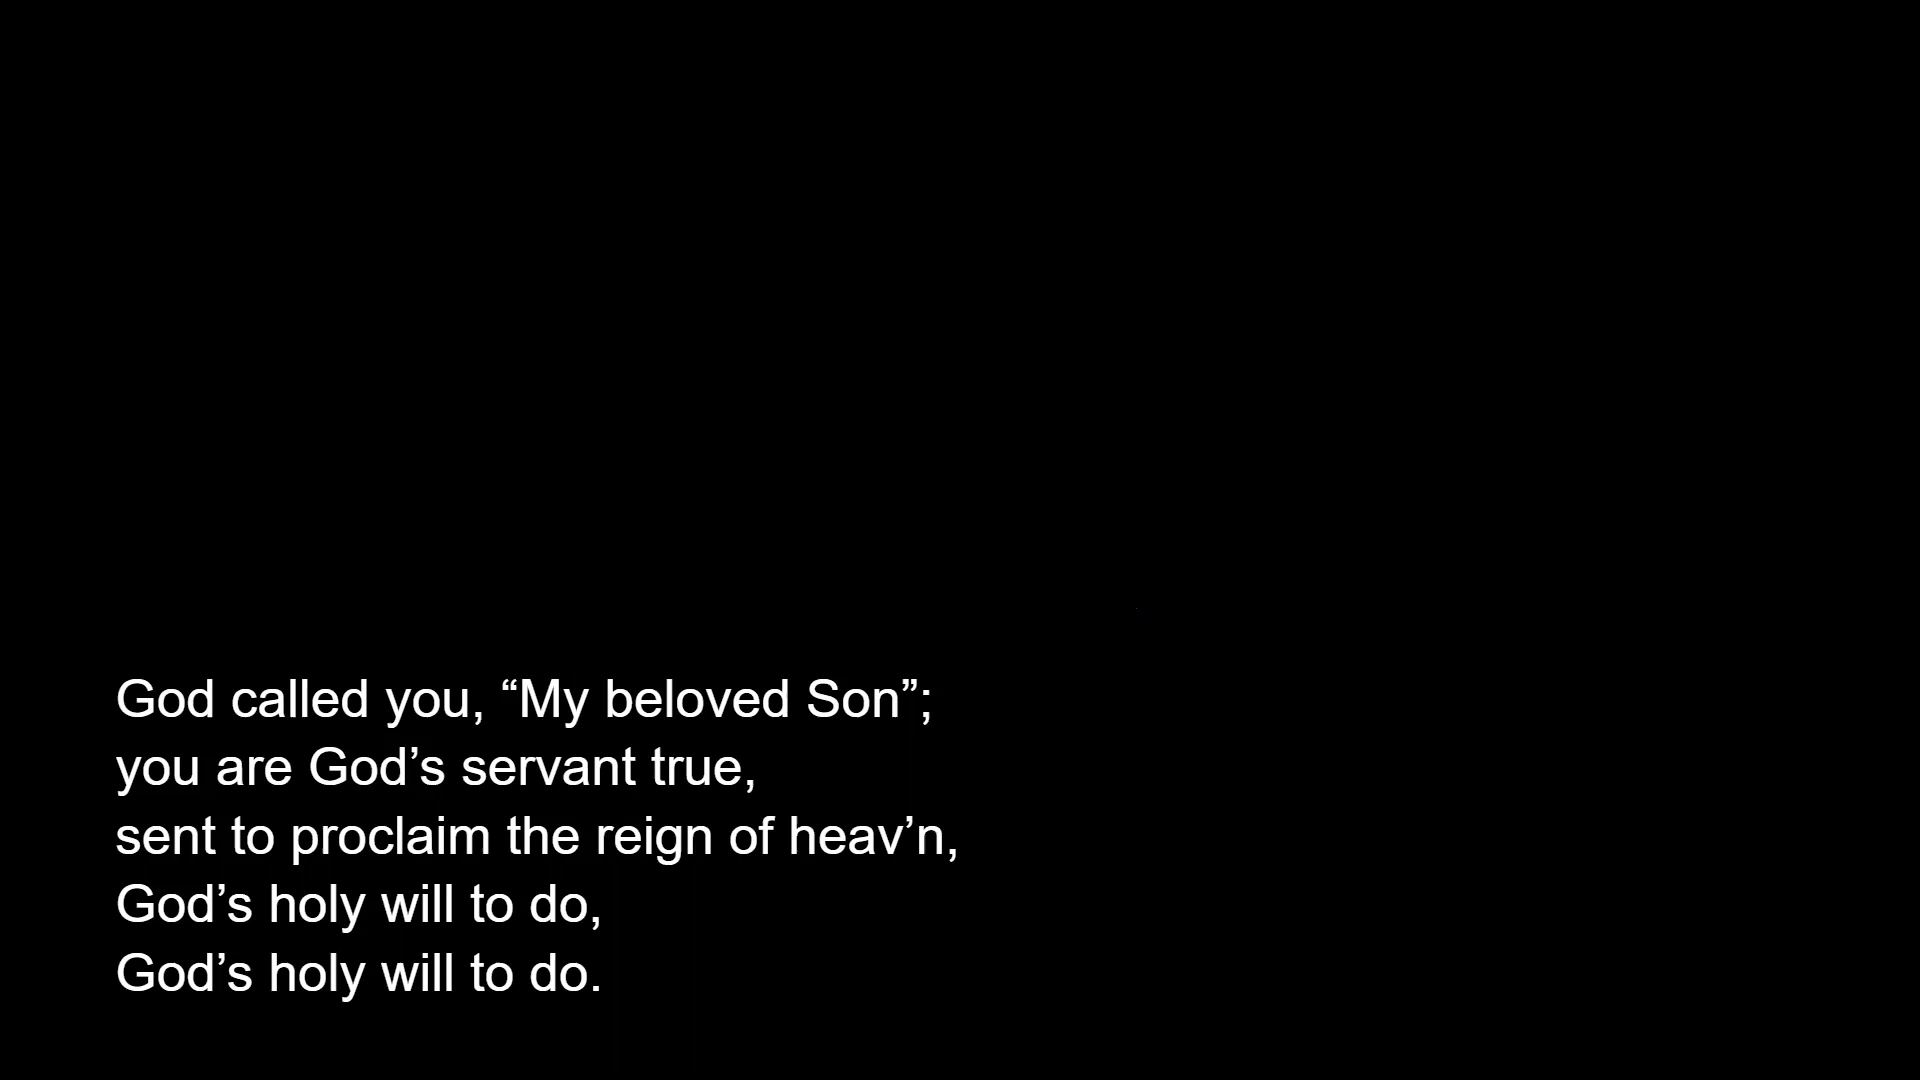 God called you, “My beloved Son”;
you are God’s servant true,
sent to proclaim the reign of heav’n,
God’s holy will to do,
God’s holy will to do.